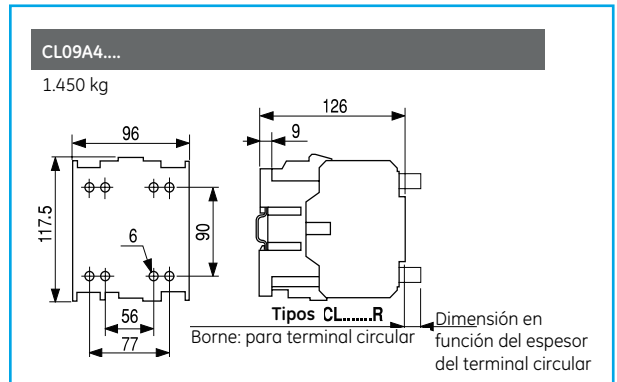 CL09A4....
1.450 kg
126
96
9
117.5
90
6
56
77
Tipos CL......R
Borne: para terminal circular
Dimensión en
función del espesor
del terminal circular